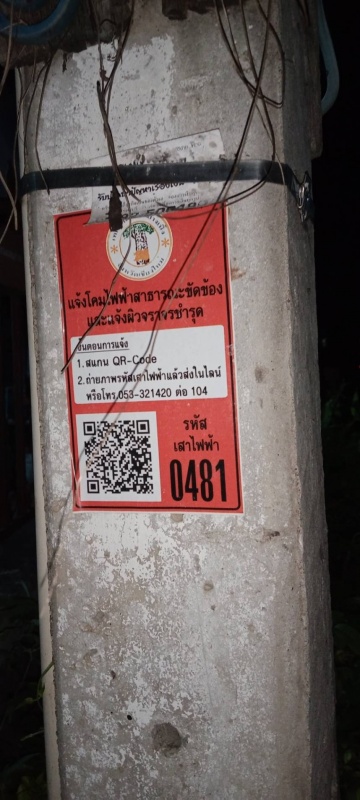 แจ้งโคมไฟฟ้าสาธารณะขัดข้อง
และแจ้งผิวจราจรชำรุด
ขั้นตอนการแจ้ง
1. สแกน QR-Code
2. ถ่ายภาพรหัสเสาไฟฟ้าแล้วส่งในไลน์
หรือโทร.053-321420 ต่อ 104
รหัส
เสาไฟฟ้า
0481